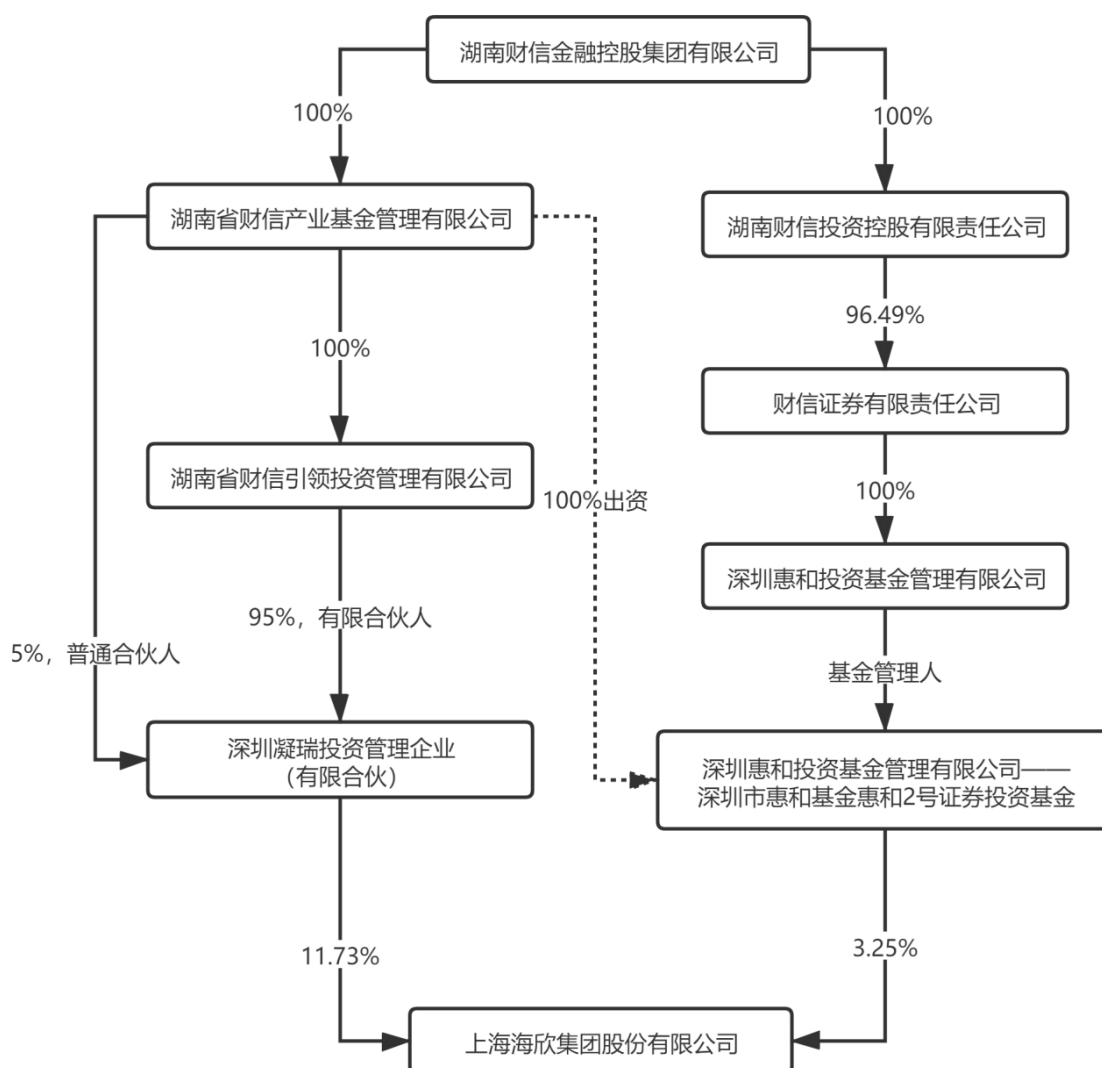 湖南财信金融控股集团有限公司
100%
100%
湖南省财信产业基金管理有限公司
湖南财信投资控股有限责任公司
96.49%
100%
财信证券有限责任公司
湖南省财信引领投资管理有限公司
100%出资
100%
深圳惠和投资基金管理有限公司
95%，有限合伙人
5%，普通合伙人
基金管理人
深圳凝瑞投资管理企业
（有限合伙）
深圳惠和投资基金管理有限公司——
深圳市惠和基金惠和2号证券投资基金
11.73%
3.25%
上海海欣集团股份有限公司